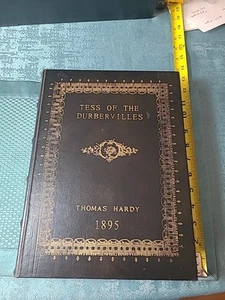 TESS OF THE
DURBERVILLES
THOMAS HARDY
1895